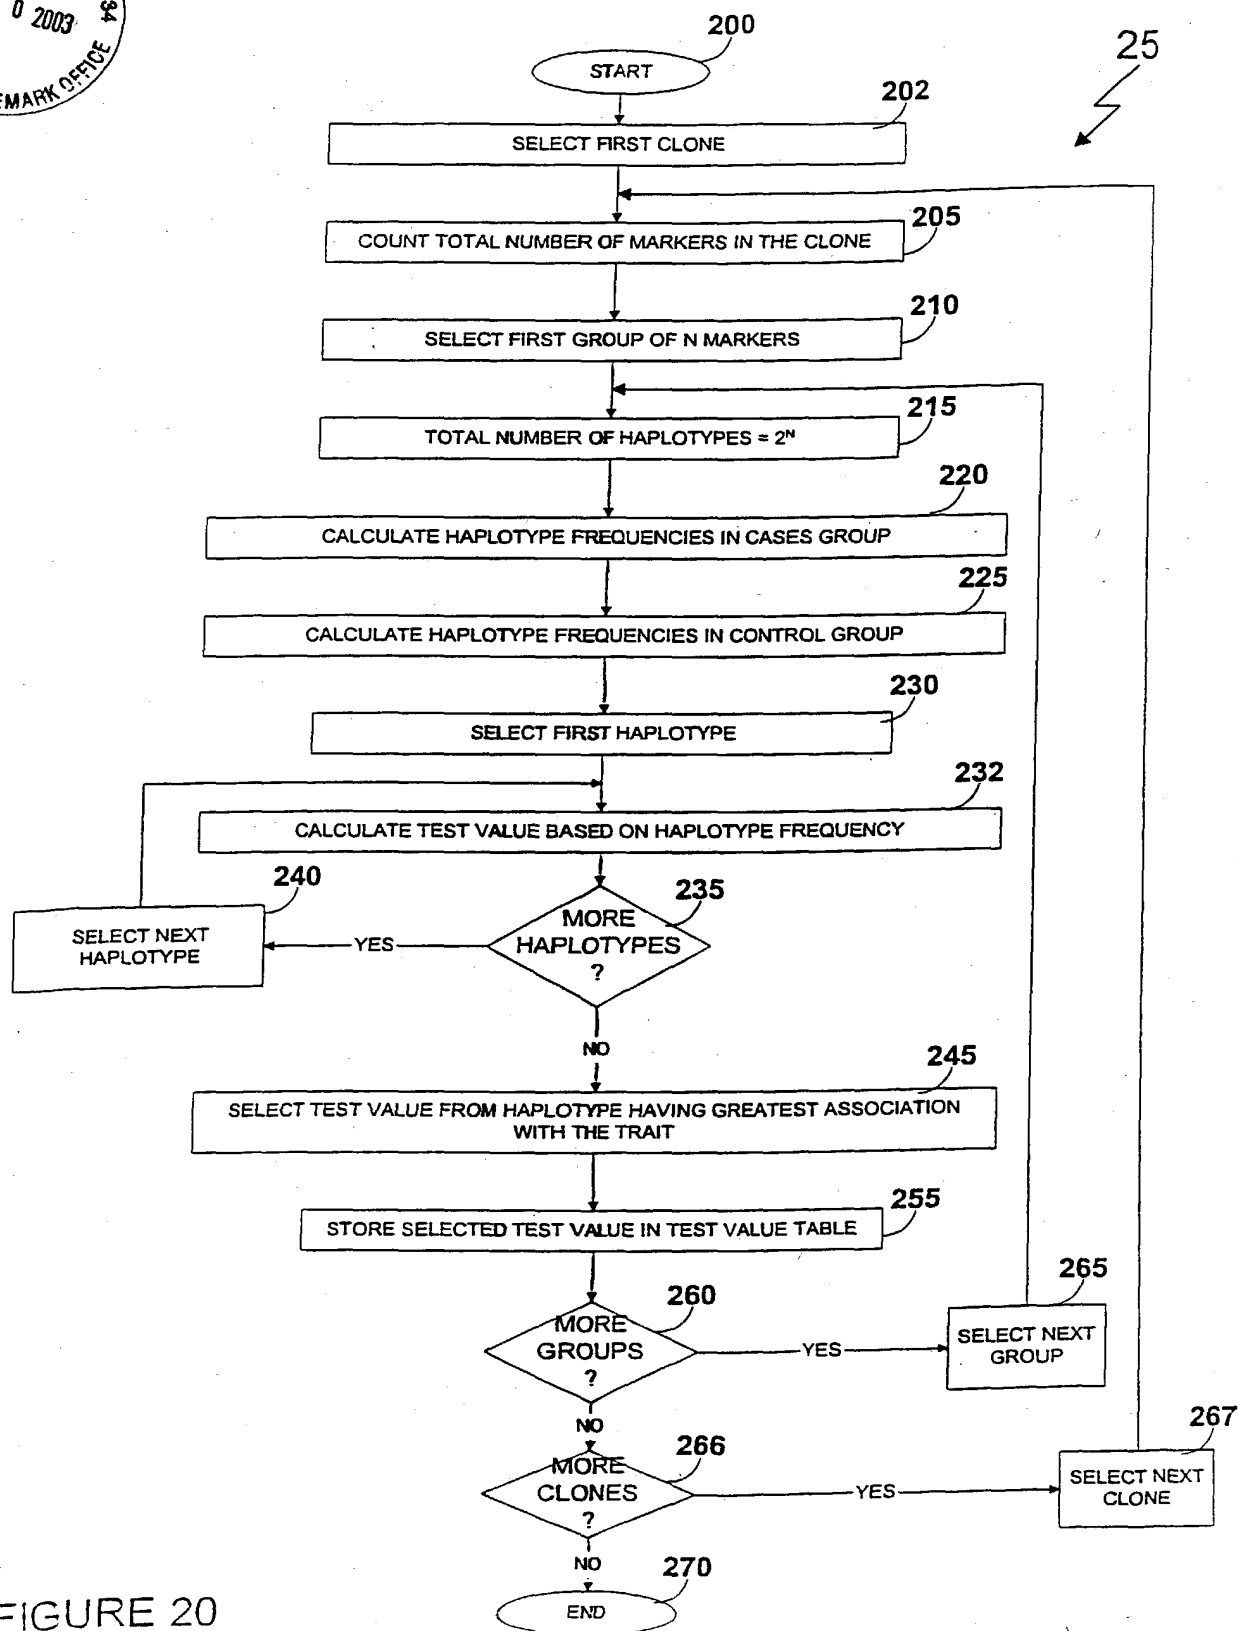 0 2003
34
EMARK OFFICE
200
START
25
202
SELECT FIRST CLONE
205
COUNT TOTAL NUMBER OF MARKERS IN THE CLONE
210
SELECT FIRST GROUP OF N MARKERS
215
TOTAL NUMBER OF HAPLOTYPES = 2ᴺ
220
CALCULATE HAPLOTYPE FREQUENCIES IN CASES GROUP
225
CALCULATE HAPLOTYPE FREQUENCIES IN CONTROL GROUP
230
SELECT FIRST HAPLOTYPE
232
CALCULATE TEST VALUE BASED ON HAPLOTYPE FREQUENCY
240
SELECT NEXT
HAPLOTYPE
YES
235
MORE
HAPLOTYPES
?
NO
245
SELECT TEST VALUE FROM HAPLOTYPE HAVING GREATEST ASSOCIATION
WITH THE TRAIT
255
STORE SELECTED TEST VALUE IN TEST VALUE TABLE
260
MORE
GROUPS
?
YES
265
SELECT NEXT
GROUP
NO
266
MORE
CLONES
?
YES
267
SELECT NEXT
CLONE
NO
270
END
FIGURE 20